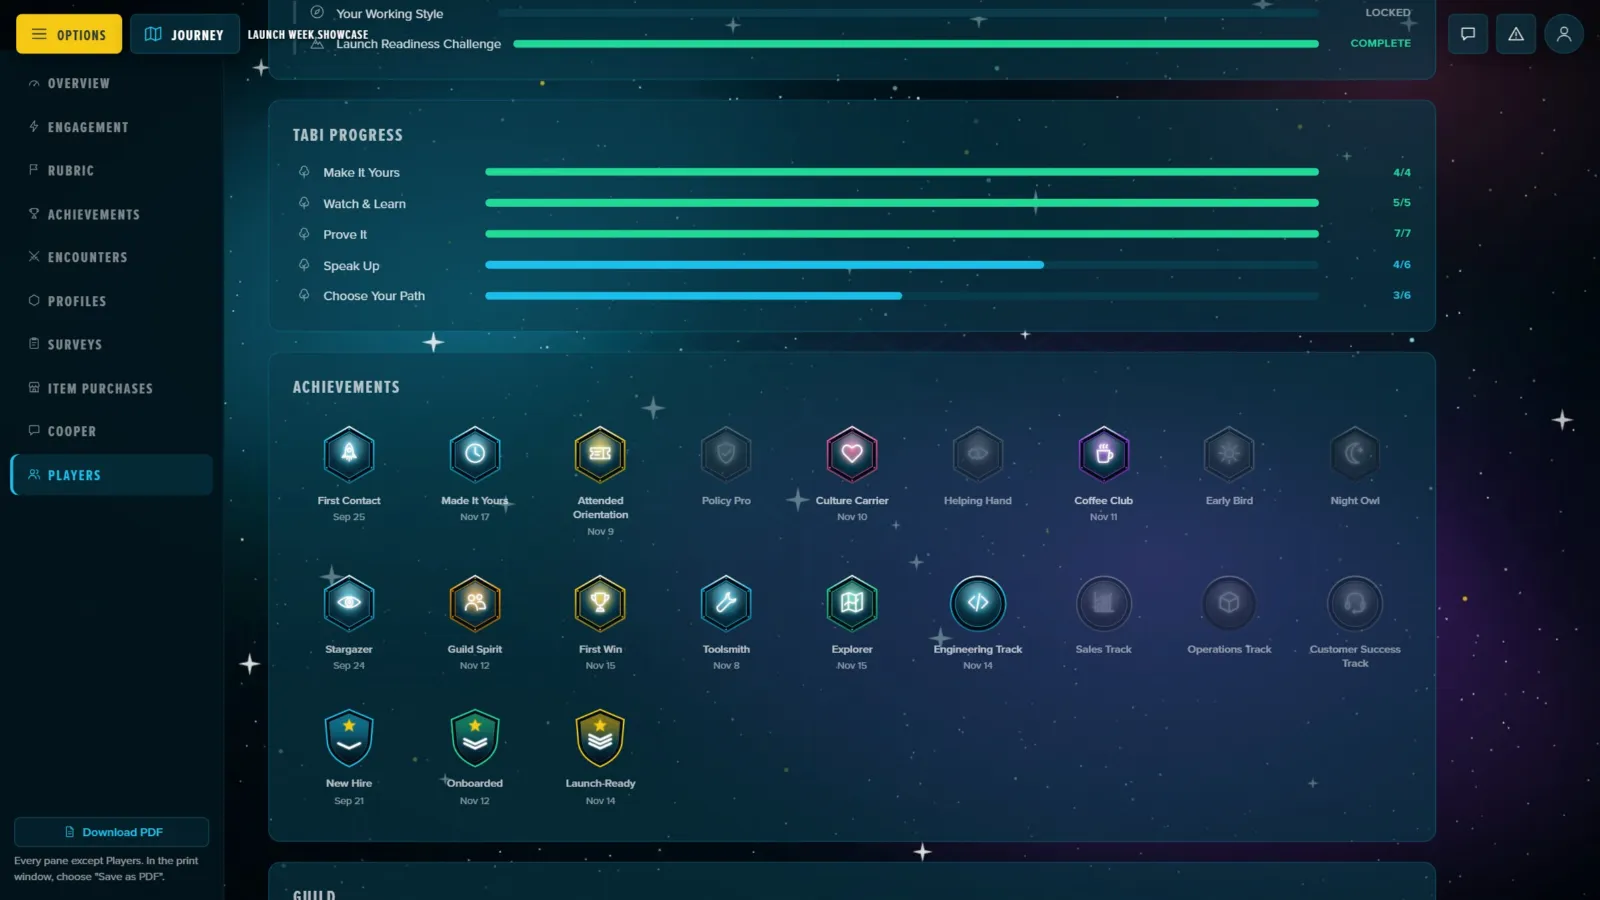 OPTIONS
JOURNEY
LAUNCH WEEK SHOWCASE
Your Working Style
LOCKED
Launch Readiness Challenge
COMPLETE
OVERVIEW
ENGAGEMENT
RUBRIC
ACHIEVEMENTS
ENCOUNTERS
PROFILES
SURVEYS
ITEM PURCHASES
COOPER
PLAYERS
Download PDF
Every pane except Players. In the print
window, choose "Save as PDF".
TABI PROGRESS
Make It Yours 4/4
Watch & Learn 5/5
Prove It 7/7
Speak Up 4/6
Choose Your Path 3/6
ACHIEVEMENTS
First Contact
Sep 25
Made It Yours
Nov 17
Attended
Orientation
Nov 9
Policy Pro
Culture Carrier
Nov 10
Helping Hand
Coffee Club
Nov 11
Early Bird
Night Owl
Stargazer
Sep 24
Guild Spirit
Nov 12
First Win
Nov 15
Toolsmith
Nov 8
Explorer
Nov 15
Engineering Track
Nov 14
Sales Track
Operations Track
Customer Success
Track
New Hire
Sep 21
Onboarded
Nov 12
Launch-Ready
Nov 14
GUILD